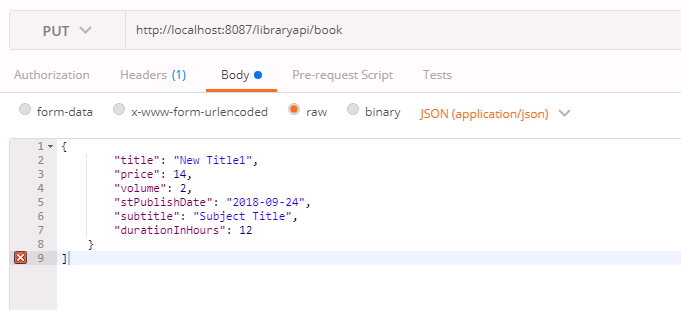 PUT http://localhost:8087/libraryapi/book
Authorization Headers (1) Body Pre-request Script Tests
form-data x-www-form-urlencoded raw binary JSON (application/json)
1 {
2 "title": "New Title1",
3 "price": 14,
4 "volume": 2,
5 "stPublishDate": "2018-09-24",
6 "subtitle": "Subject Title",
7 "durationInHours": 12
8 }
9 ]